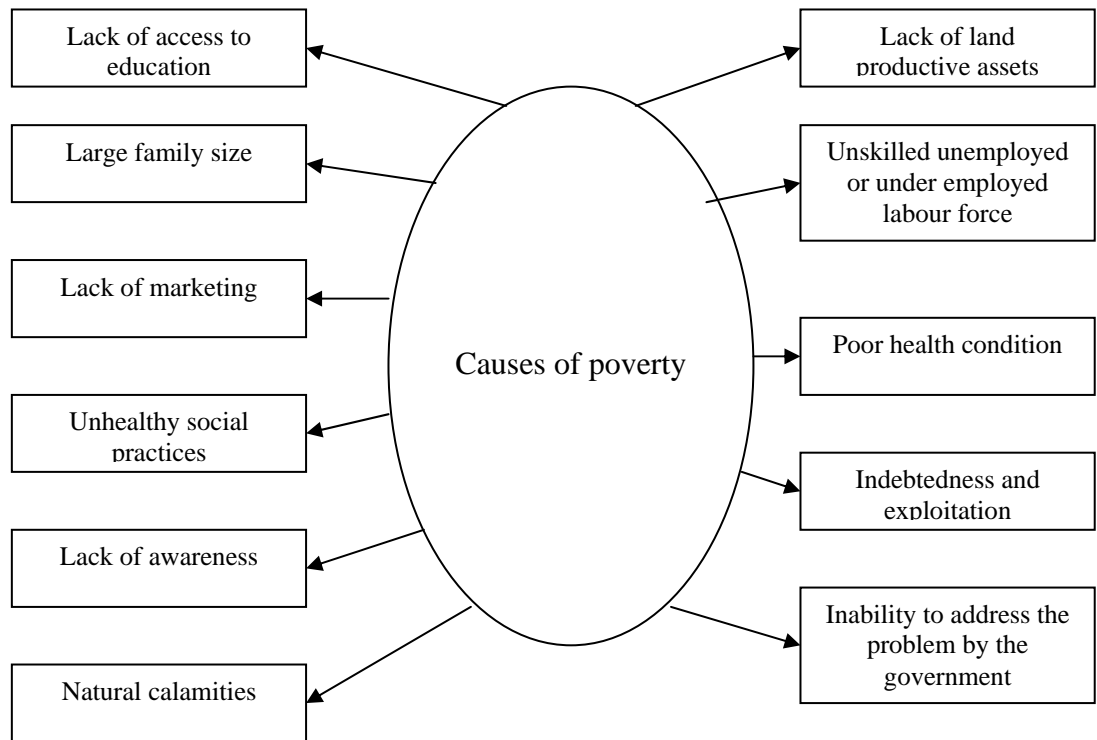 Lack of access to
education
Large family size
Lack of marketing
Unhealthy social
practices
Lack of awareness
Natural calamities
Causes of poverty
Lack of land
productive assets
Unskilled unemployed
or under employed
labour force
Poor health condition
Indebtedness and
exploitation
Inability to address the
problem by the
government